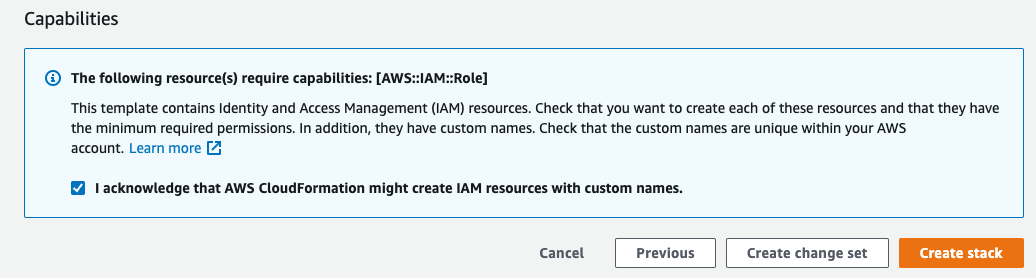 Capabilities
The following resource(s) require capabilities: [AWS::IAM::Role]
This template contains Identity and Access Management (IAM) resources. Check that you want to create each of these resources and that they have
the minimum required permissions. In addition, they have custom names. Check that the custom names are unique within your AWS
account. Learn more
I acknowledge that AWS CloudFormation might create IAM resources with custom names.
Cancel Previous Create change set Create stack